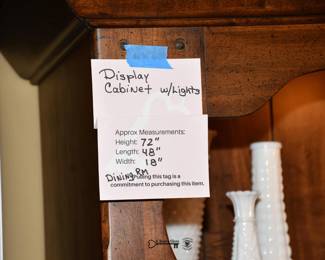 Display
Cabinet w/Lights
Approx Measurements:
Height: 72"
Length: 48"
Width: 18"
Dining RM
this tag is a
commitment to purchasing this item.